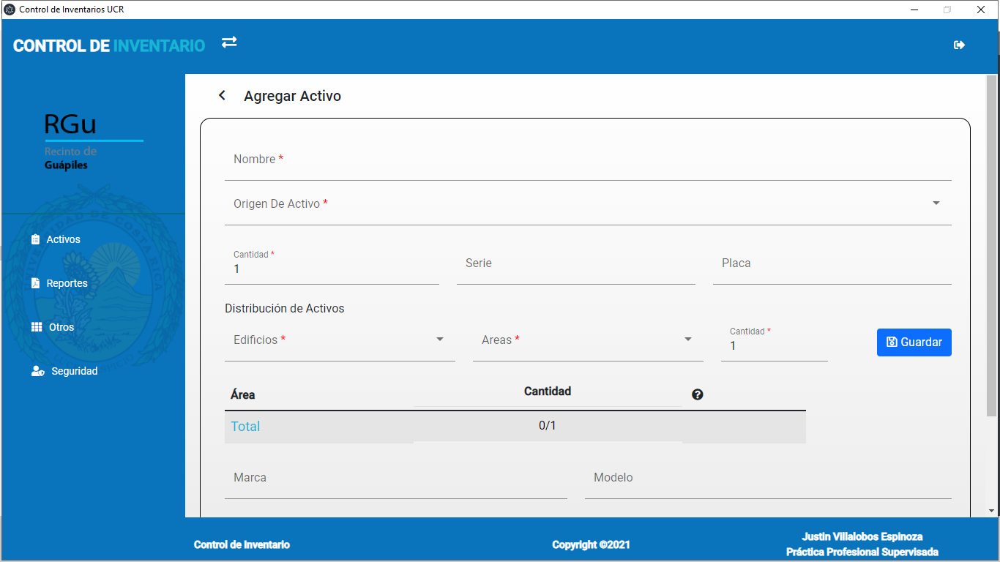 Control de Inventarios UCR
CONTROL DE INVENTARIO
Agregar Activo
RGu
Recinto de
Guápiles
Activos
Reportes
Otros
Seguridad
Nombre *
Origen De Activo *
Cantidad *
1
Serie
Placa
Distribución de Activos
Edificios *
Areas *
Cantidad *
1
Guardar
Área
Cantidad
Total
0/1
Marca
Modelo
Control de Inventario
Copyright ©2021
Justin Villalobos Espinoza
Práctica Profesional Supervisada